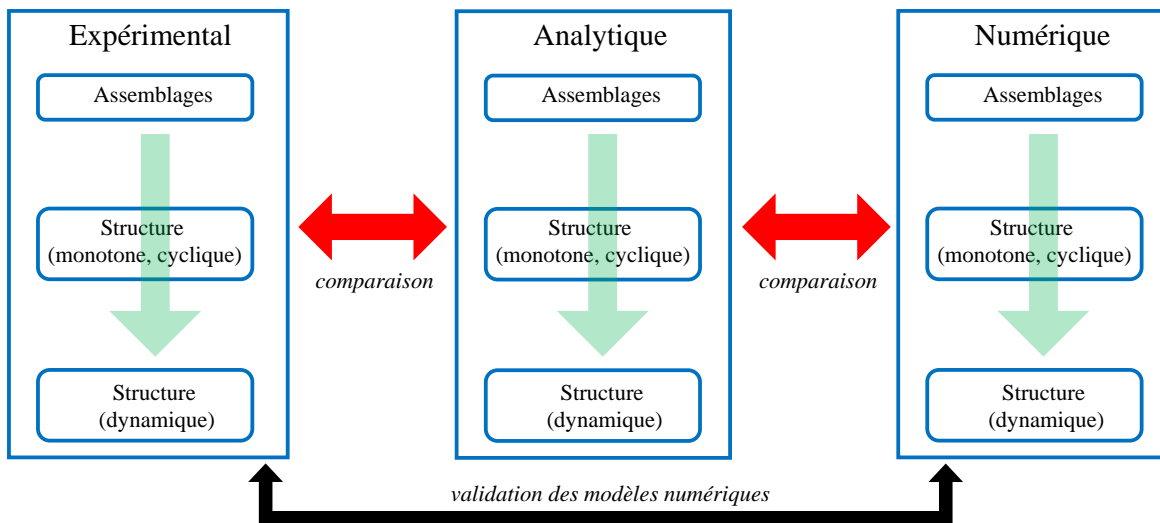 Expérimental
Assemblages
Structure
(monotone, cyclique)
Structure
(dynamique)
comparaison
Analytique
Assemblages
Structure
(monotone, cyclique)
Structure
(dynamique)
comparaison
Numérique
Assemblages
Structure
(monotone, cyclique)
Structure
(dynamique)
validation des modèles numériques